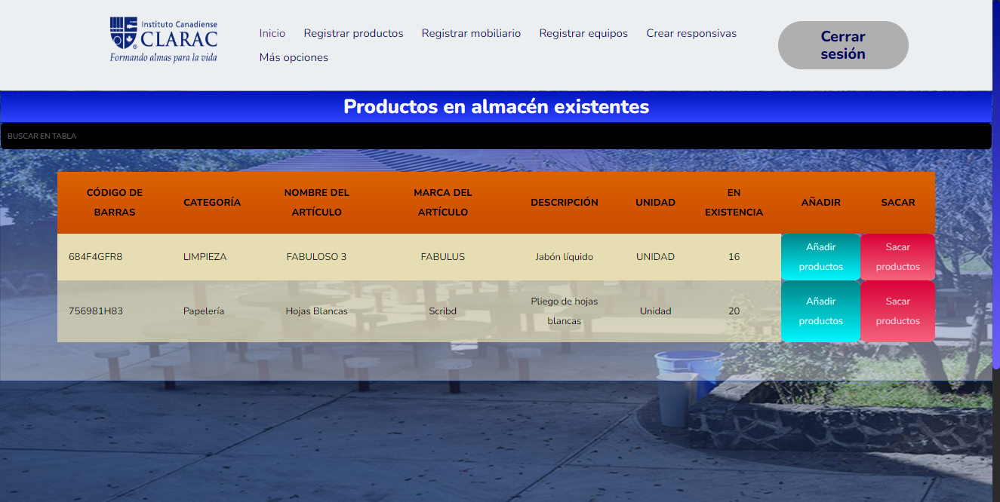 Instituto Canadiense
CLARAC
Formando almas para la vida
Inicio Registrar productos Registrar mobiliario Registrar equipos Crear responsivas
Más opciones
Cerrar
sesión
Productos en almacén existentes
BUSCAR EN TABLA
CÓDIGO DE
BARRAS
CATEGORÍA
NOMBRE DEL
ARTÍCULO
MARCA DEL
ARTÍCULO
DESCRIPCIÓN
UNIDAD
EN
EXISTENCIA
AÑADIR
SACAR
684F4GFR8
LIMPIEZA
FABULOSO 3
FABULUS
Jabón líquido
UNIDAD
16
Añadir
productos
Sacar
productos
756981H83
Papelería
Hojas Blancas
Scribd
Pliego de hojas
blancas
Unidad
20
Añadir
productos
Sacar
productos